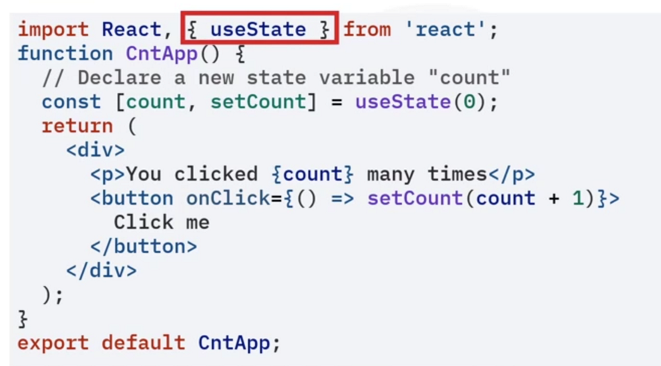 import React, { useState } from 'react';
function CntApp() {
  // Declare a new state variable "count"
  const [count, setCount] = useState(0);
  return (
    <div>
      <p>You clicked {count} many times</p>
      <button onClick={() => setCount(count + 1)}>
        Click me
      </button>
    </div>
  );
}
export default CntApp;